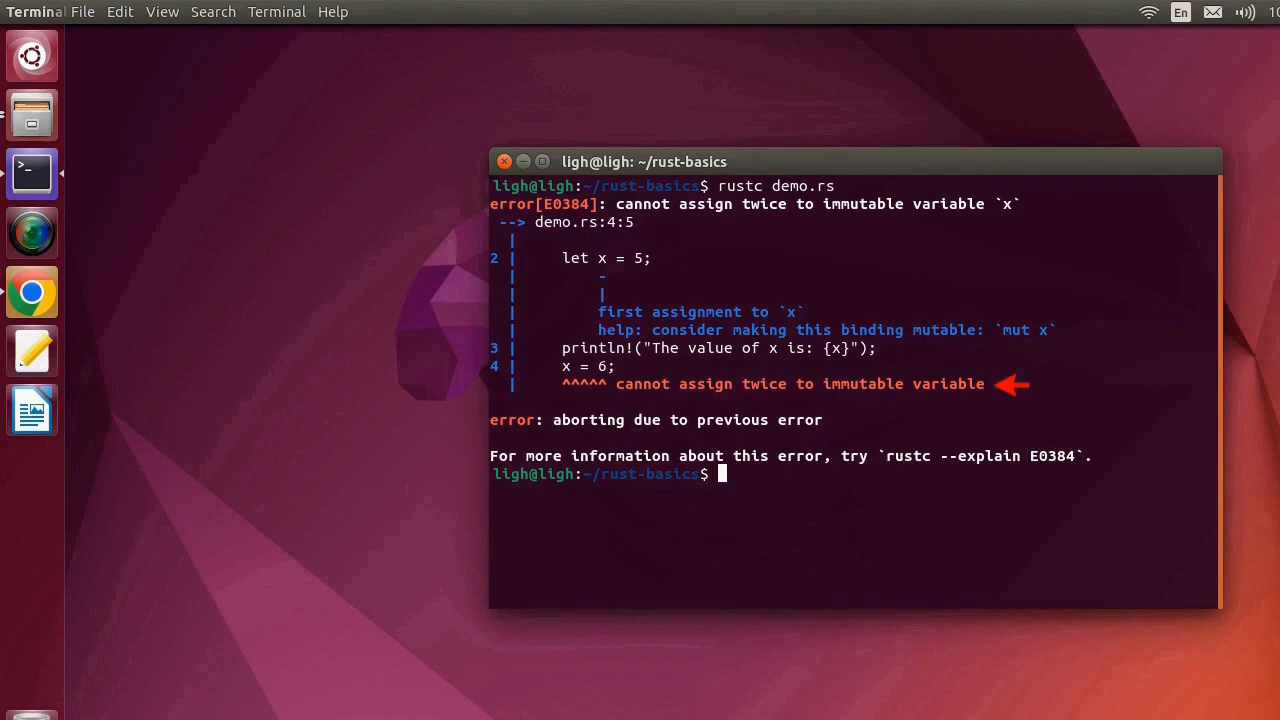 Terminal File Edit View Search Terminal Help En
ligh@ligh: ~/rust-basics
ligh@ligh:~/rust-basics$ rustc demo.rs
error[E0384]: cannot assign twice to immutable variable `x`
 --> demo.rs:4:5
  |
2 |     let x = 5;
  |         -
  |         |
  |         first assignment to `x`
  |         help: consider making this binding mutable: `mut x`
3 |     println!("The value of x is: {x}");
4 |     x = 6;
  |     ^^^^^ cannot assign twice to immutable variable
error: aborting due to previous error
For more information about this error, try `rustc --explain E0384`.
ligh@ligh:~/rust-basics$